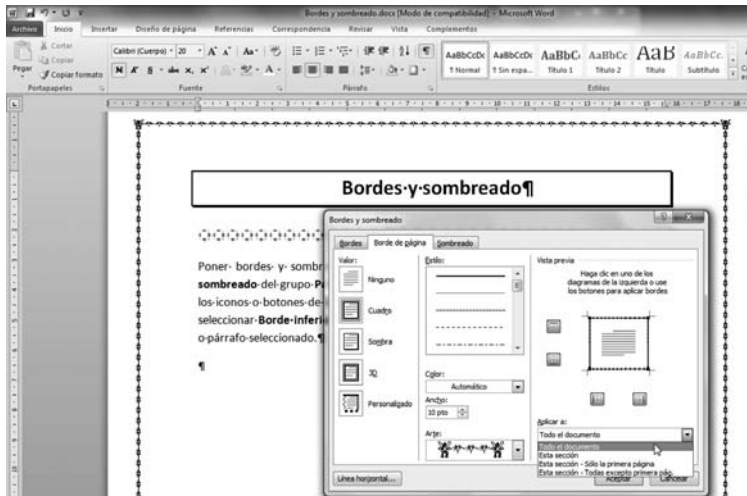 Bordes y sombreado.docx [Modo de compatibilidad] - Microsoft Word
Archivo Inicio Insertar Diseño de página Referencias Correspondencia Revisar Vista Complementos
Pegar
Cortar
Copiar
Copiar formato
Portapapeles
Calibri (Cuerpo) 20
N K S abc x, x²
Fuente
Párrafo
AaBbCcDc AaBbCcDc AaBbC AaBbCc AaB AaBbCc.
¶ Normal ¶ Sin espa... Título 1 Título 2 Título Subtítulo
Estilos
Bordes·y·sombreado¶
Poner· bordes· y· sombr
sombreado·del·grupo·P
los·iconos·o·botones·de·
seleccionar·Borde·inferi
o·párrafo·seleccionado.¶
¶
Bordes y sombreado
Bordes Borde de página Sombreado
Valor:
Ninguno
Cuadro
Sombra
3D
Personalizado
Estilo:
Color:
Automático
Ancho:
10 pto
Arte:
Vista previa
Haga clic en uno de los
diagramas de la izquierda o use
los botones para aplicar bordes
Aplicar a:
Todo el documento
Todo el documento
Esta sección
Esta sección - Sólo la primera página
Esta sección - Todas excepto primera pág.
Línea horizontal...
Aceptar
Cancelar